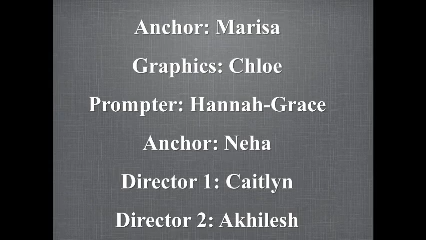 Anchor: Marisa
Graphics: Chloe
Prompter: Hannah-Grace
Anchor: Neha
Director 1: Caitlyn
Director 2: Akhilesh